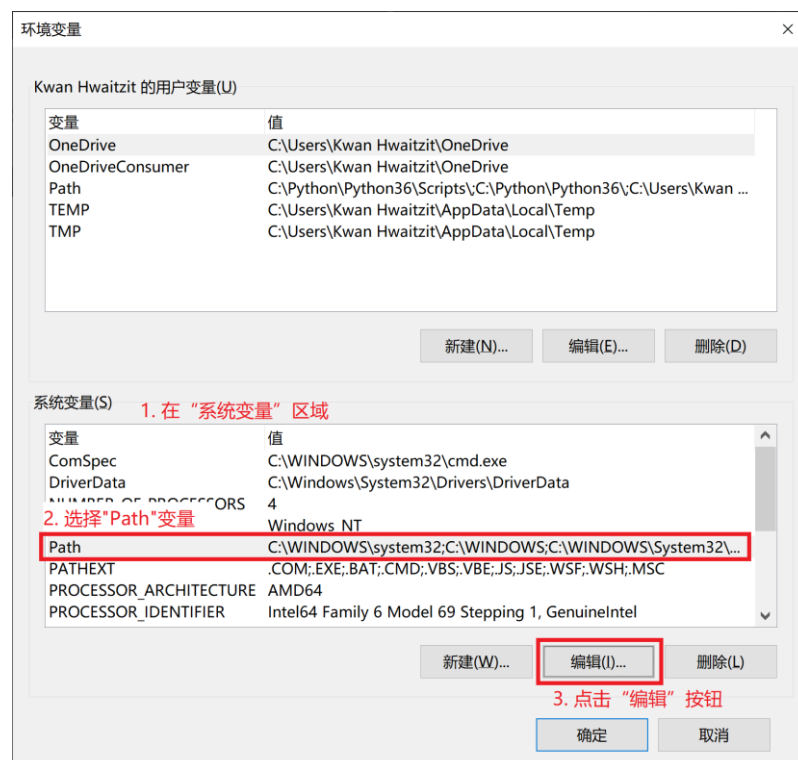 环境变量
Kwan Hwaitzit 的用户变量(U)
变量 值
OneDrive C:\Users\Kwan Hwaitzit\OneDrive
OneDriveConsumer C:\Users\Kwan Hwaitzit\OneDrive
Path C:\Python\Python36\Scripts\;C:\Python\Python36\;C:\Users\Kwan ...
TEMP C:\Users\Kwan Hwaitzit\AppData\Local\Temp
TMP C:\Users\Kwan Hwaitzit\AppData\Local\Temp
新建(N)... 编辑(E)... 删除(D)
系统变量(S)
1. 在“系统变量”区域
变量 值
ComSpec C:\WINDOWS\system32\cmd.exe
DriverData C:\Windows\System32\Drivers\DriverData
NUMBER_OF_PROCESSORS 4
2. 选择"Path"变量
Windows_NT
Path C:\WINDOWS\system32;C:\WINDOWS;C:\WINDOWS\System32\...
PATHEXT .COM;.EXE;.BAT;.CMD;.VBS;.VBE;.JS;.JSE;.WSF;.WSH;.MSC
PROCESSOR_ARCHITECTURE AMD64
PROCESSOR_IDENTIFIER Intel64 Family 6 Model 69 Stepping 1, GenuineIntel
新建(W)... 编辑(I)... 删除(L)
3. 点击“编辑”按钮
确定 取消